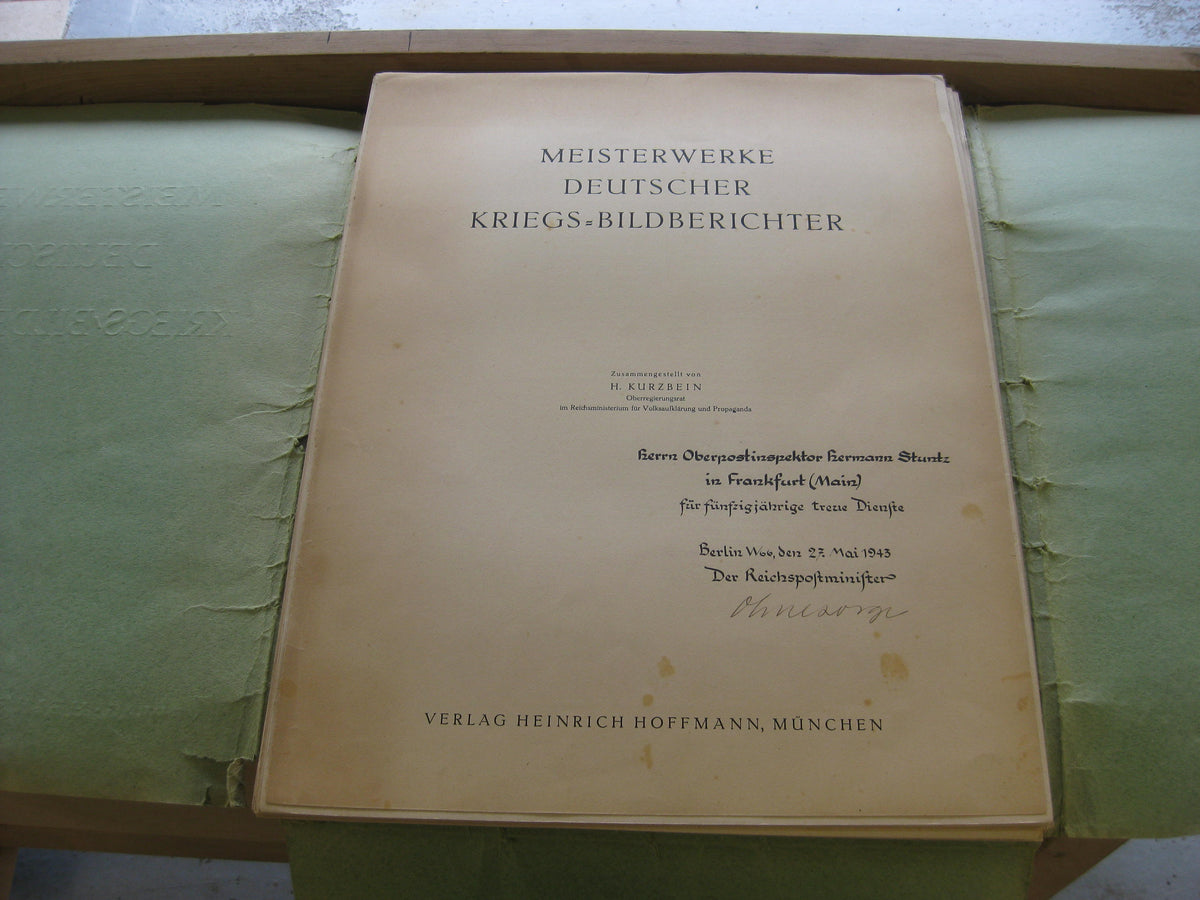 MEISTERWERKE
DEUTSCHER
KRIEGS=BILDBERICHTER
Zusammengestellt von
H. KURZBEIN
Oberregierungsrat
im Reichsministerium für Volksaufklärung und Propaganda
Herrn Oberpostinspektor Hermann Stuntz
in Frankfurt (Main)
für fünfzigjährige treue Dienste
Berlin W66, den 27. Mai 1943
Der Reichspostminister
Ohnesorge
VERLAG HEINRICH HOFFMANN, MÜNCHEN